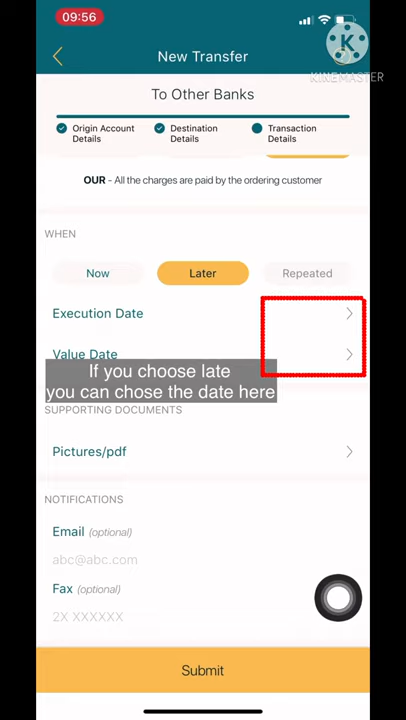 09:56
New Transfer
K
KINEMASTER
To Other Banks
Origin Account Details
Destination Details
Transaction Details
OUR - All the charges are paid by the ordering customer
WHEN
Now
Later
Repeated
Execution Date
Value Date
If you choose late
you can chose the date here
SUPPORTING DOCUMENTS
Pictures/pdf
NOTIFICATIONS
Email (optional)
abc@abc.com
Fax (optional)
2X XXXXXX
Submit